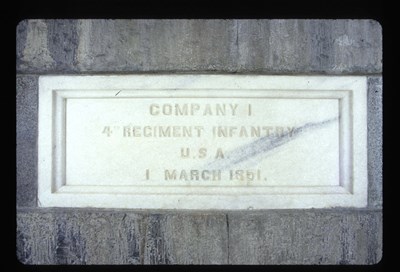 COMPANY I
4TH REGIMENT INFANTRY
U.S.A.
1 MARCH 1861.